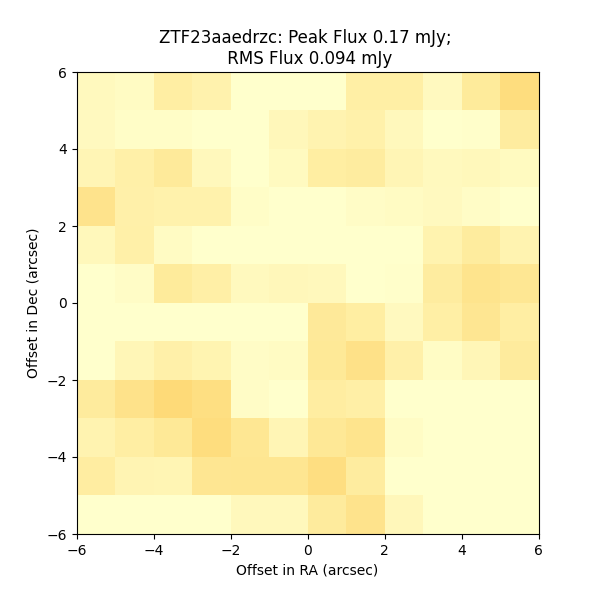 ZTF23aaedrzc: Peak Flux 0.17 mJy;
RMS Flux 0.094 mJy
6
4
2
0
−2
−4
−6
Offset in Dec (arcsec)
−6 −4 −2 0 2 4 6
Offset in RA (arcsec)